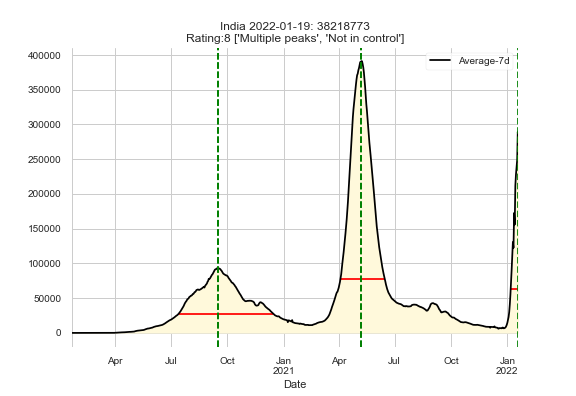 India 2022-01-19: 38218773
Rating:8 ['Multiple peaks', 'Not in control']
Average-7d
400000
350000
300000
250000
200000
150000
100000
50000
0
Apr Jul Oct Jan Apr Jul Oct Jan
2021 2022
Date